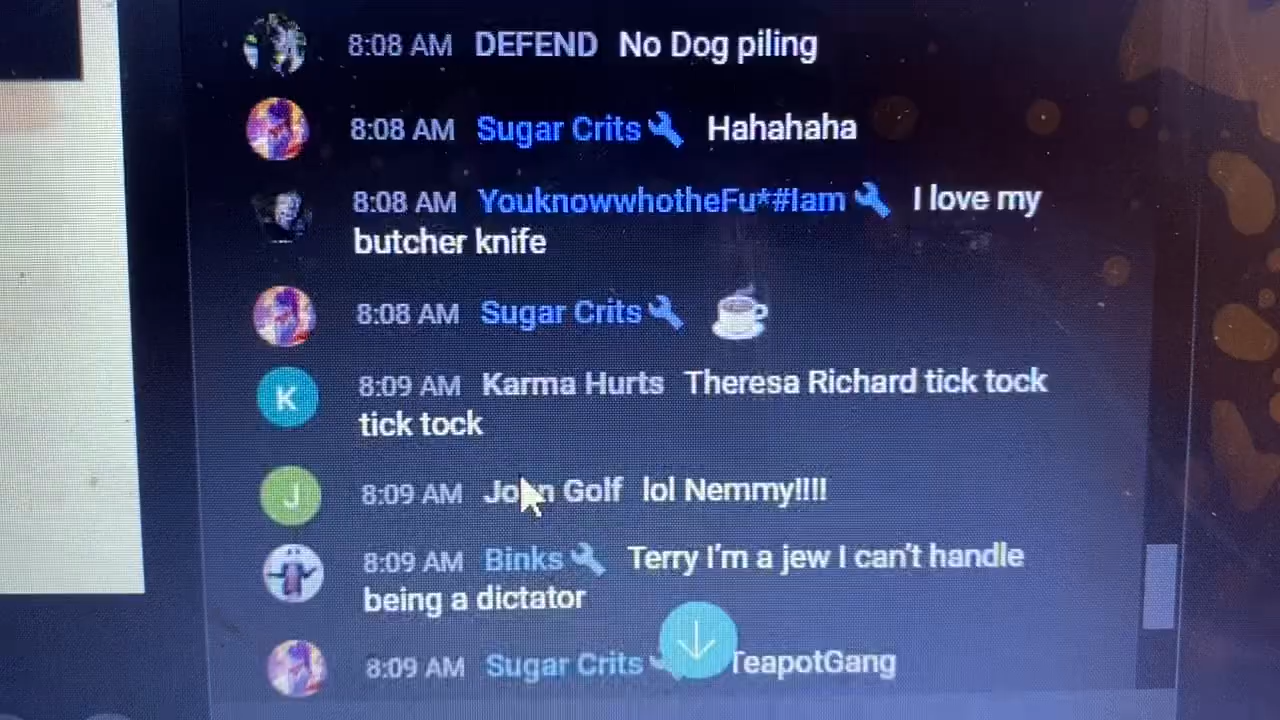 8:08 AM DEFEND No Dog piling
8:08 AM Sugar Crits Hahahaha
8:08 AM YouknowwhotheFu*#Iam I love my
butcher knife
8:08 AM Sugar Crits
K 8:09 AM Karma Hurts Theresa Richard tick tock
tick tock
J 8:09 AM John Golf lol Nemmy!!!!
8:09 AM Binks Terry I'm a jew I can't handle
being a dictator
8:09 AM Sugar Crits TeapotGang